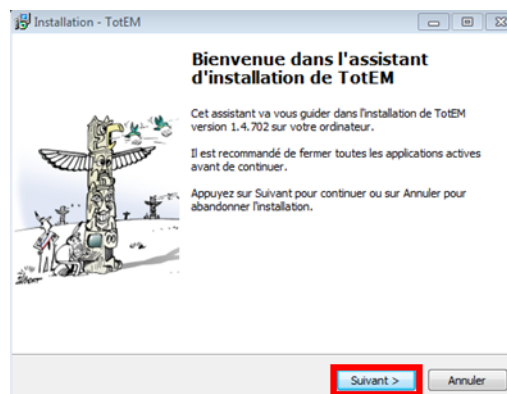 Installation - TotEM
Bienvenue dans l'assistant
d'installation de TotEM
Cet assistant va vous guider dans l'installation de TotEM
version 1.4.702 sur votre ordinateur.
Il est recommandé de fermer toutes les applications actives
avant de continuer.
Appuyez sur Suivant pour continuer ou sur Annuler pour
abandonner l'installation.
Suivant >
Annuler